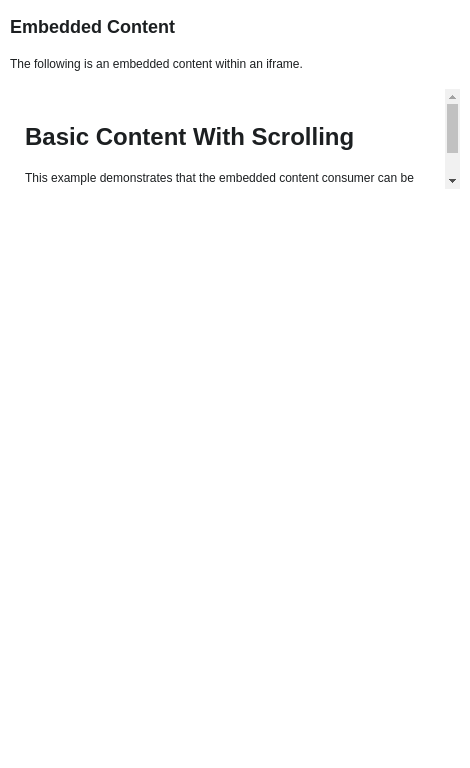 Embedded Content
The following is an embedded content within an iframe.
Basic Content With Scrolling
This example demonstrates that the embedded content consumer can be